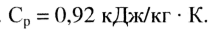 . Cₚ = 0,92 кДж/кг · К.